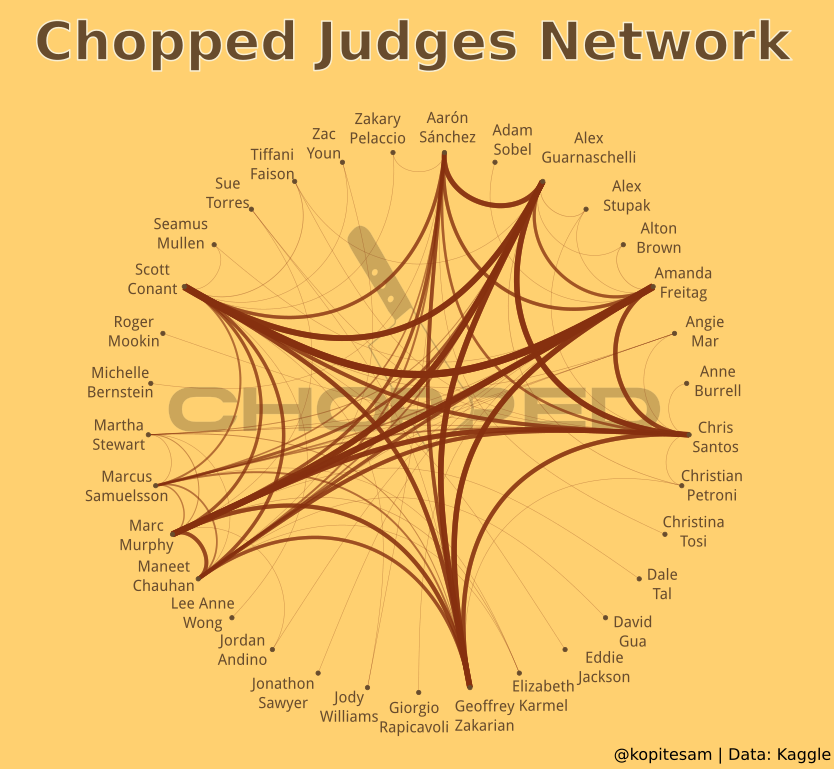 Chopped Judges Network
Zakary
Pelaccio
Aarón
Sánchez
Adam
Sobel
Alex
Guarnaschelli
Alex
Stupak
Alton
Brown
Amanda
Freitag
Angie
Mar
Anne
Burrell
Chris
Santos
Christian
Petroni
Christina
Tosi
Dale
Tal
David
Gua
Eddie
Jackson
Elizabeth
Karmel
Geoffrey
Zakarian
Giorgio
Rapicavoli
Jody
Williams
Jonathon
Sawyer
Jordan
Andino
Lee Anne
Wong
Maneet
Chauhan
Marc
Murphy
Marcus
Samuelsson
Martha
Stewart
Michelle
Bernstein
Roger
Mookin
Scott
Conant
Seamus
Mullen
Sue
Torres
Tiffani
Faison
Zac
Youn
CHOPPED
@kopitesam | Data: Kaggle